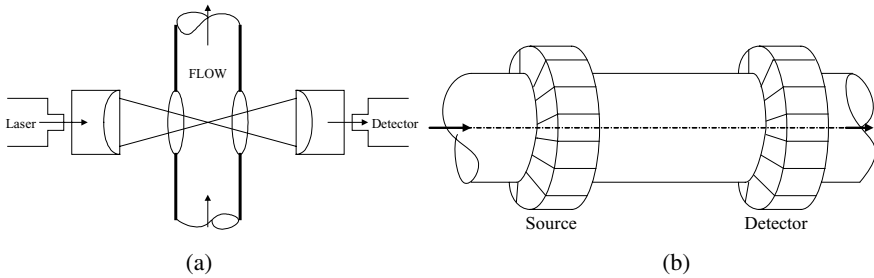 FLOW
Laser
Detector
(a)
Source
Detector
(b)